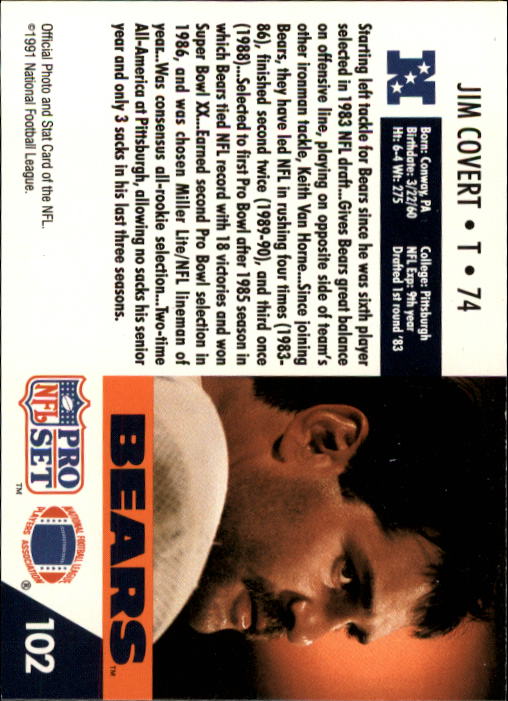 JIM COVERT • T • 74
N
Born: Conway, PA
Birthdate: 3/22/60
Ht: 6-4 Wt: 275
College: Pittsburgh
NFL Exp: 9th year
Drafted 1st round '83
Starting left tackle for Bears since he was sixth player
selected in 1983 NFL draft...Gives Bears great balance
on offensive line, playing on opposite side of team's
other ironman tackle, Keith Van Horne...Since joining
Bears, they have led NFL in rushing four times (1983-
86), finished second twice (1989-90), and third once
(1988)...Selected to first Pro Bowl after 1985 season in
which Bears tied NFL record with 18 victories and won
Super Bowl XX...Earned second Pro Bowl selection in
1986, and was chosen Miller Lite/NFL lineman of
year...Was consensus all-rookie selection...Two-time
All-America at Pittsburgh, allowing no sacks his senior
year and only 3 sacks in his last three seasons.
Official Photo and Stat Card of the NFL.
©1991 National Football League.
BEARS™
PRO
NFL
SET
™
NATIONAL FOOTBALL LEAGUE
PLAYERS ASSOCIATION
®
102